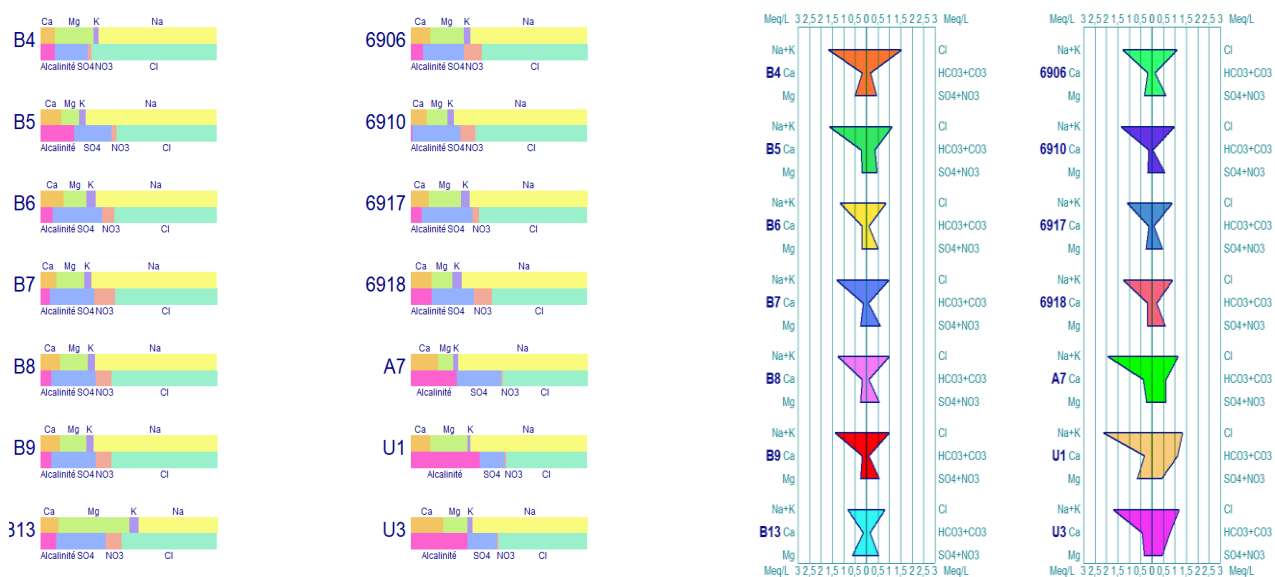 Ca Mg K Na
B4
Alcalinité SO4 NO3 Cl
Ca Mg K Na
B5
Alcalinité SO4 NO3 Cl
Ca Mg K Na
B6
Alcalinité SO4 NO3 Cl
Ca Mg K Na
B7
Alcalinité SO4 NO3 Cl
Ca Mg K Na
B8
Alcalinité SO4 NO3 Cl
Ca Mg K Na
B9
Alcalinité SO4 NO3 Cl
Ca Mg K Na
B13
Alcalinité SO4 NO3 Cl
Ca Mg K Na
6906
Alcalinité SO4 NO3 Cl
Ca Mg K Na
6910
Alcalinité SO4 NO3 Cl
Ca Mg K Na
6917
Alcalinité SO4 NO3 Cl
Ca Mg K Na
6918
Alcalinité SO4 NO3 Cl
Ca Mg K Na
A7
Alcalinité SO4 NO3 Cl
Ca Mg K Na
U1
Alcalinité SO4 NO3 Cl
Ca Mg K Na
U3
Alcalinité SO4 NO3 Cl
Meq/L 3 2,5 2 1,5 1 0,5 0 0,5 1 1,5 2 2,5 3 Meq/L
Na+K Cl
B4 Ca HCO3+CO3
Mg SO4+NO3
Na+K Cl
B5 Ca HCO3+CO3
Mg SO4+NO3
Na+K Cl
B6 Ca HCO3+CO3
Mg SO4+NO3
Na+K Cl
B7 Ca HCO3+CO3
Mg SO4+NO3
Na+K Cl
B8 Ca HCO3+CO3
Mg SO4+NO3
Na+K Cl
B9 Ca HCO3+CO3
Mg SO4+NO3
Na+K Cl
B13 Ca HCO3+CO3
Mg SO4+NO3
Meq/L 3 2,5 2 1,5 1 0,5 0 0,5 1 1,5 2 2,5 3 Meq/L
Meq/L 3 2,5 2 1,5 1 0,5 0 0,5 1 1,5 2 2,5 3 Meq/L
Na+K Cl
6906 Ca HCO3+CO3
Mg SO4+NO3
Na+K Cl
6910 Ca HCO3+CO3
Mg SO4+NO3
Na+K Cl
6917 Ca HCO3+CO3
Mg SO4+NO3
Na+K Cl
6918 Ca HCO3+CO3
Mg SO4+NO3
Na+K Cl
A7 Ca HCO3+CO3
Mg SO4+NO3
Na+K Cl
U1 Ca HCO3+CO3
Mg SO4+NO3
Na+K Cl
U3 Ca HCO3+CO3
Mg SO4+NO3
Meq/L 3 2,5 2 1,5 1 0,5 0 0,5 1 1,5 2 2,5 3 Meq/L